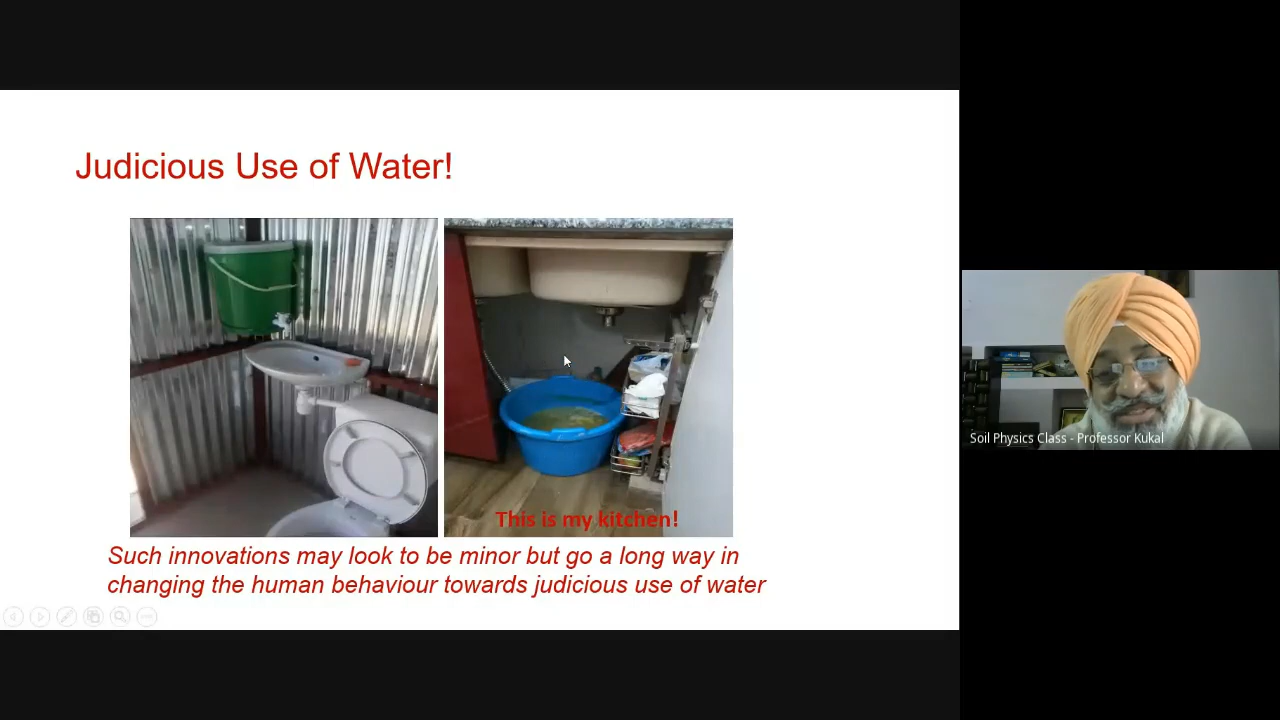 Judicious Use of Water!
This is my kitchen!
Such innovations may look to be minor but go a long way in
changing the human behaviour towards judicious use of water
Soil Physics Class - Professor Kukal